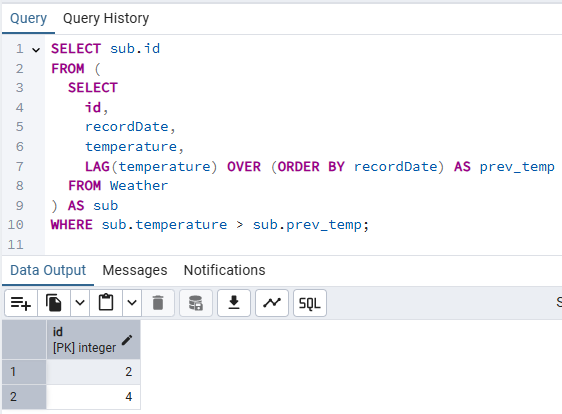 Query Query History
1 SELECT sub.id
2 FROM (
3 SELECT
4 id,
5 recordDate,
6 temperature,
7 LAG(temperature) OVER (ORDER BY recordDate) AS prev_temp
8 FROM Weather
9 ) AS sub
10 WHERE sub.temperature > sub.prev_temp;
11
Data Output Messages Notifications
SQL S
id
[PK] integer
1 2
2 4